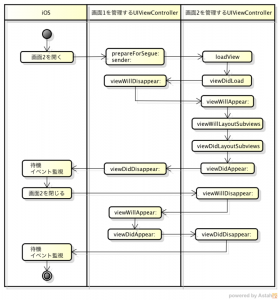 iOS
画面1を管理するUIViewController
画面2を管理するUIViewController
画面2を開く
prepareForSegue:
sender:
loadView
viewWillDisappear:
viewDidLoad
viewWillAppear:
viewWillLayoutSubviews
viewDidLayoutSubviews
待機
イベント監視
viewDidDisappear:
viewDidAppear:
画面2を閉じる
viewWillDisappear:
viewWillAppear:
viewDidAppear:
viewDidDisappear:
待機
イベント監視
powered by Astah